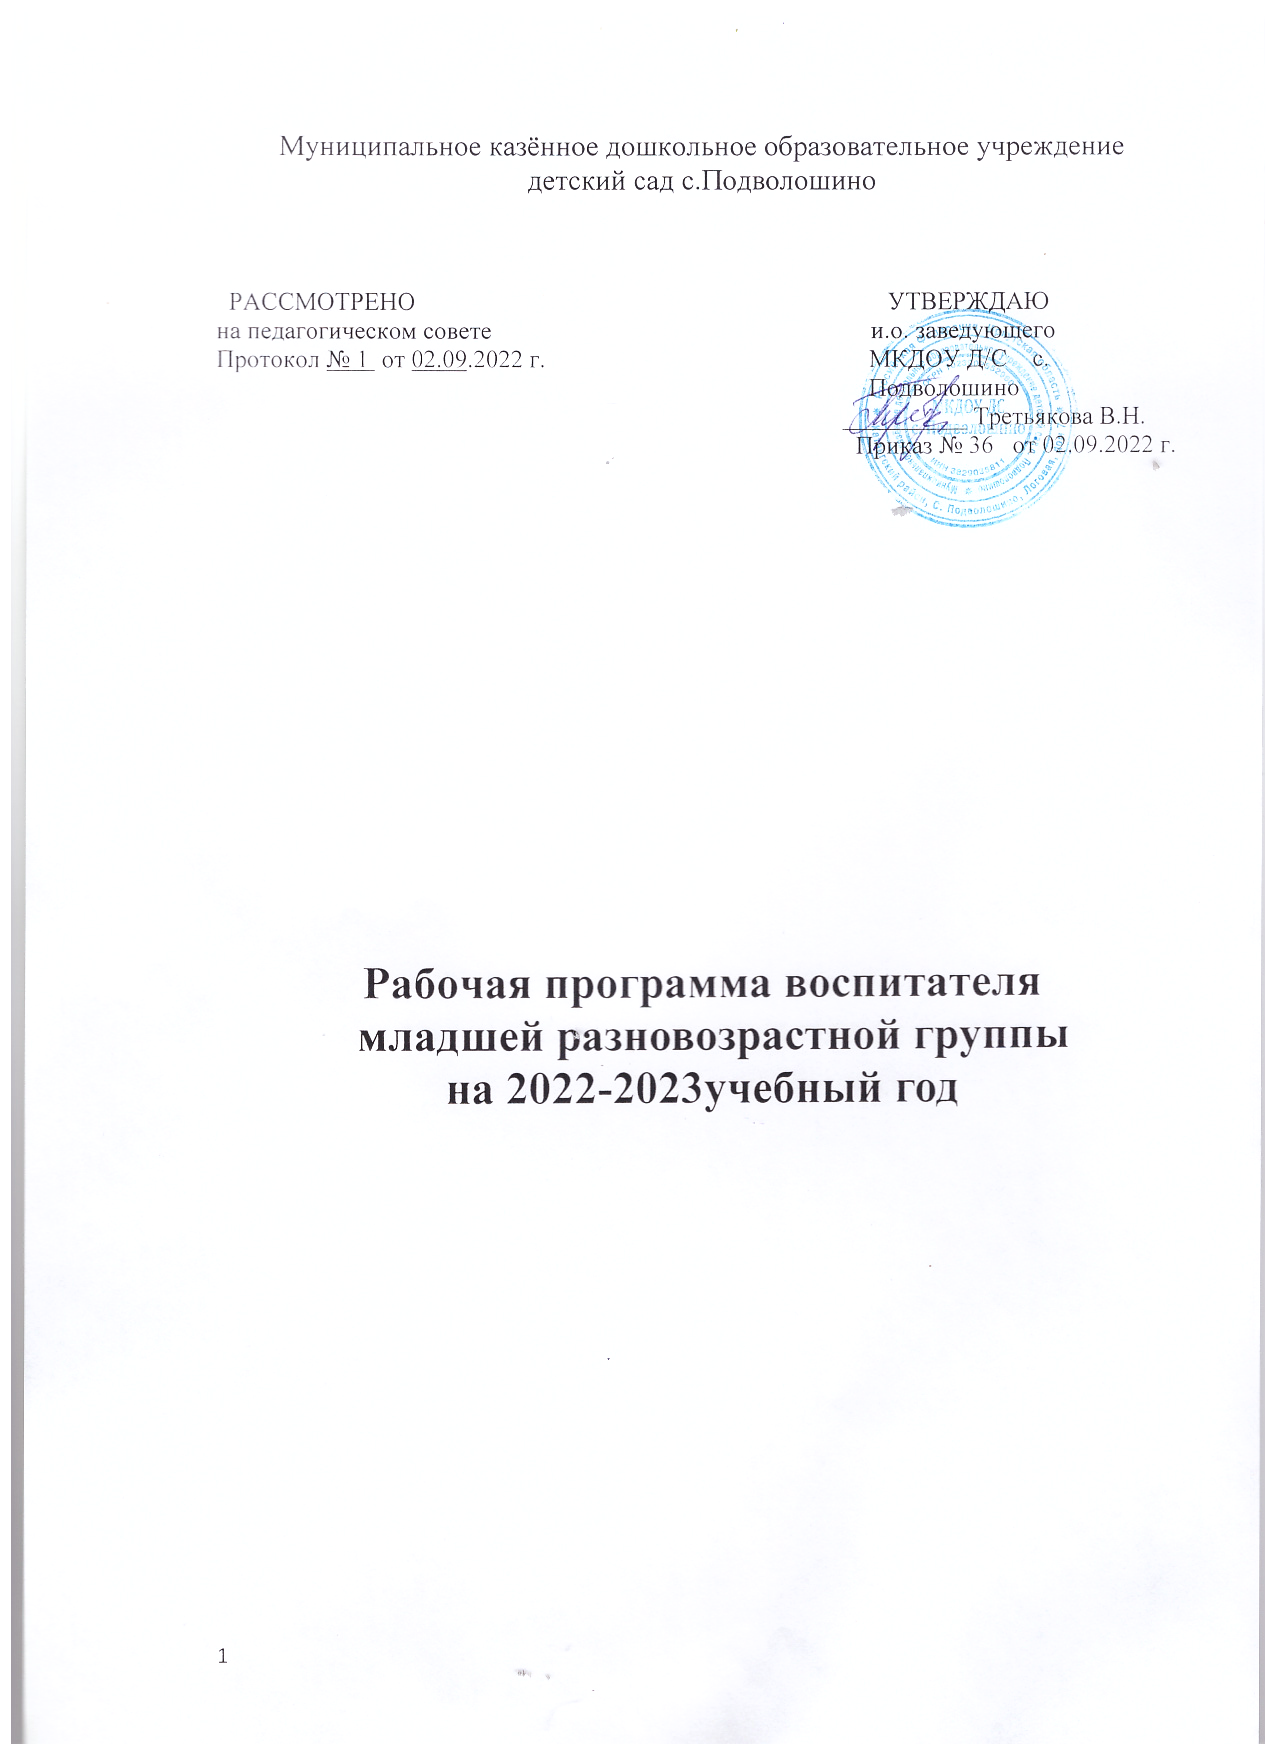 Муниципальное казённое дошкольное образовательное учреждение
детский сад с.Подволошино
РАССМОТРЕНО
на педагогическом совете
Протокол № 1 от 02.09.2022 г.
УТВЕРЖДАЮ
и.о. заведующего
МКДОУ Д/С с.
Подволошино
Третьякова В.Н.
Приказ № 36 от 02.09.2022 г.
Рабочая программа воспитателя
младшей разновозрастной группы
на 2022-2023учебный год
1